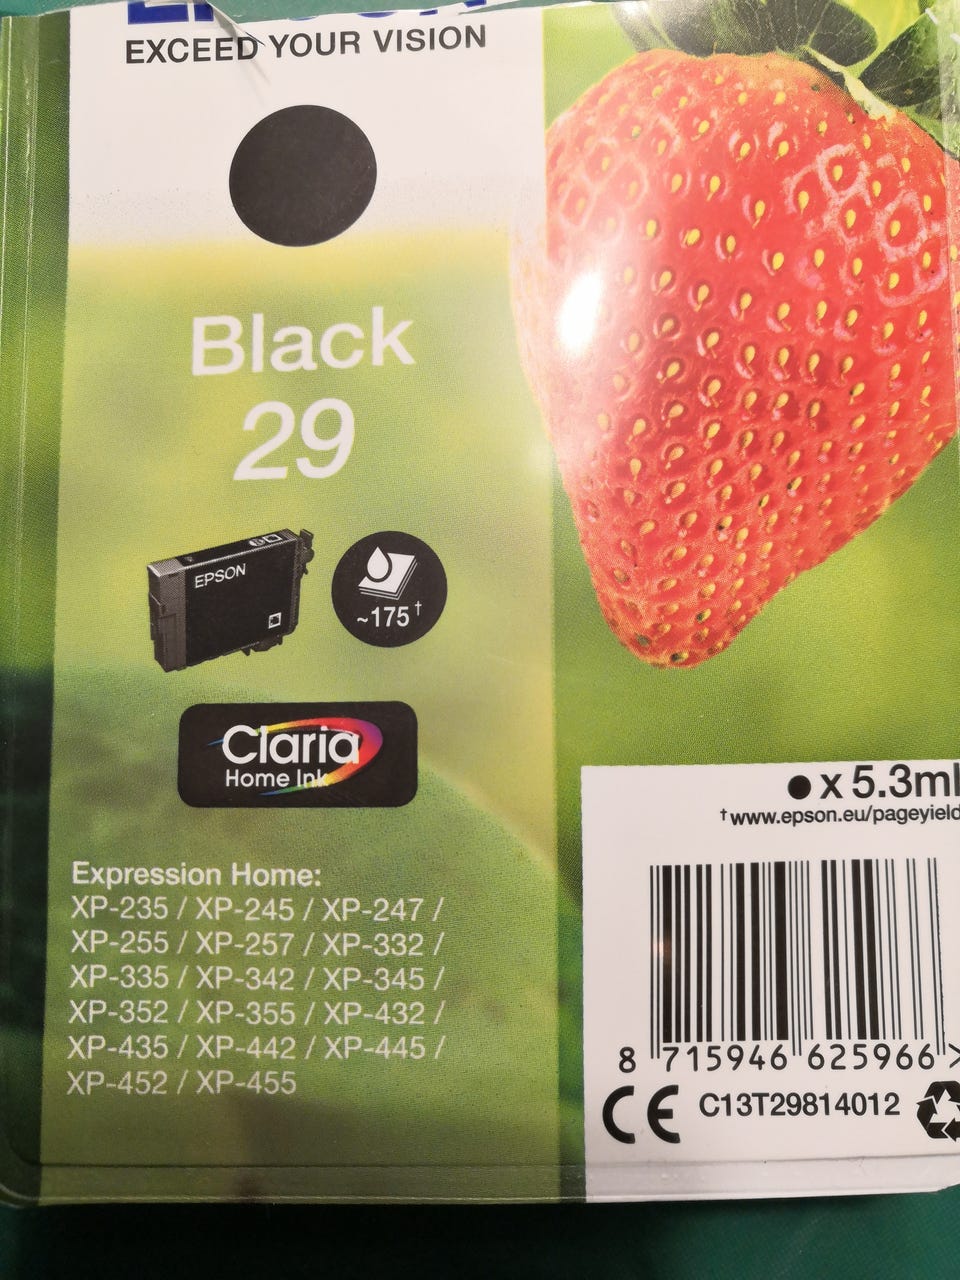 EXCEED YOUR VISION
Black
29
EPSON
~175†
Claria
Home Ink
Expression Home:
XP-235 / XP-245 / XP-247 /
XP-255 / XP-257 / XP-332 /
XP-335 / XP-342 / XP-345 /
XP-352 / XP-355 / XP-432 /
XP-435 / XP-442 / XP-445 /
XP-452 / XP-455
● x 5.3ml
†www.epson.eu/pageyield
8 715946 625966 >
CE C13T29814012